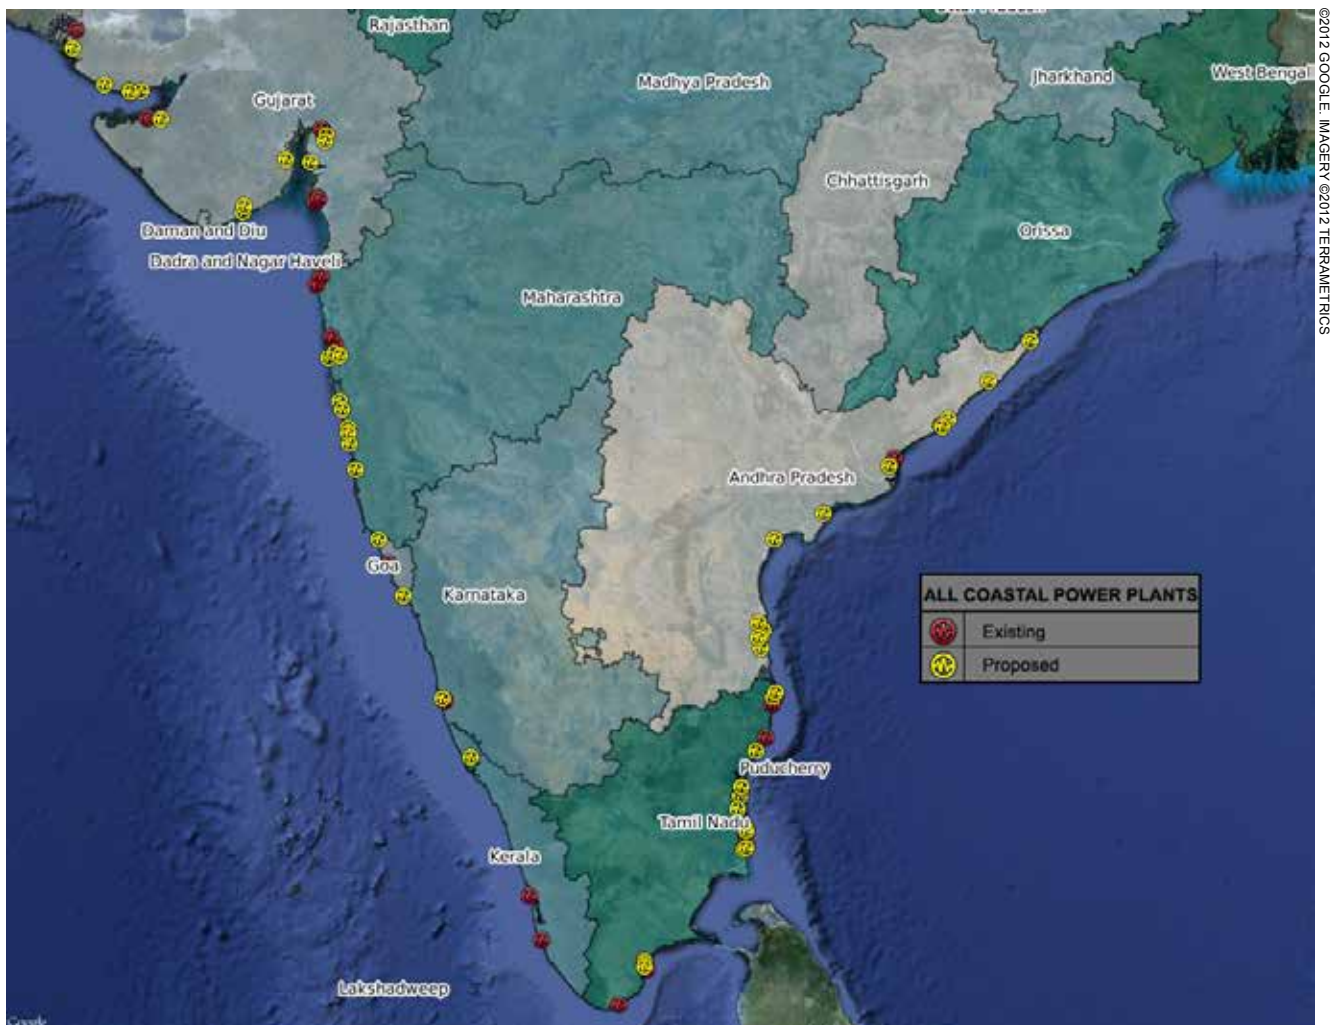 Rajasthan
Madhya Pradesh
Jharkhand
West Bengal
Gujarat
Chhattisgarh
Orissa
Daman and Diu
Dadra and Nagar Haveli
Maharashtra
Andhra Pradesh
Goa
Karnataka
ALL COASTAL POWER PLANTS
Existing
Proposed
Puducherry
Tamil Nadu
Kerala
Lakshadweep
Google
©2012 GOOGLE. IMAGERY ©2012 TERRAMETRICS